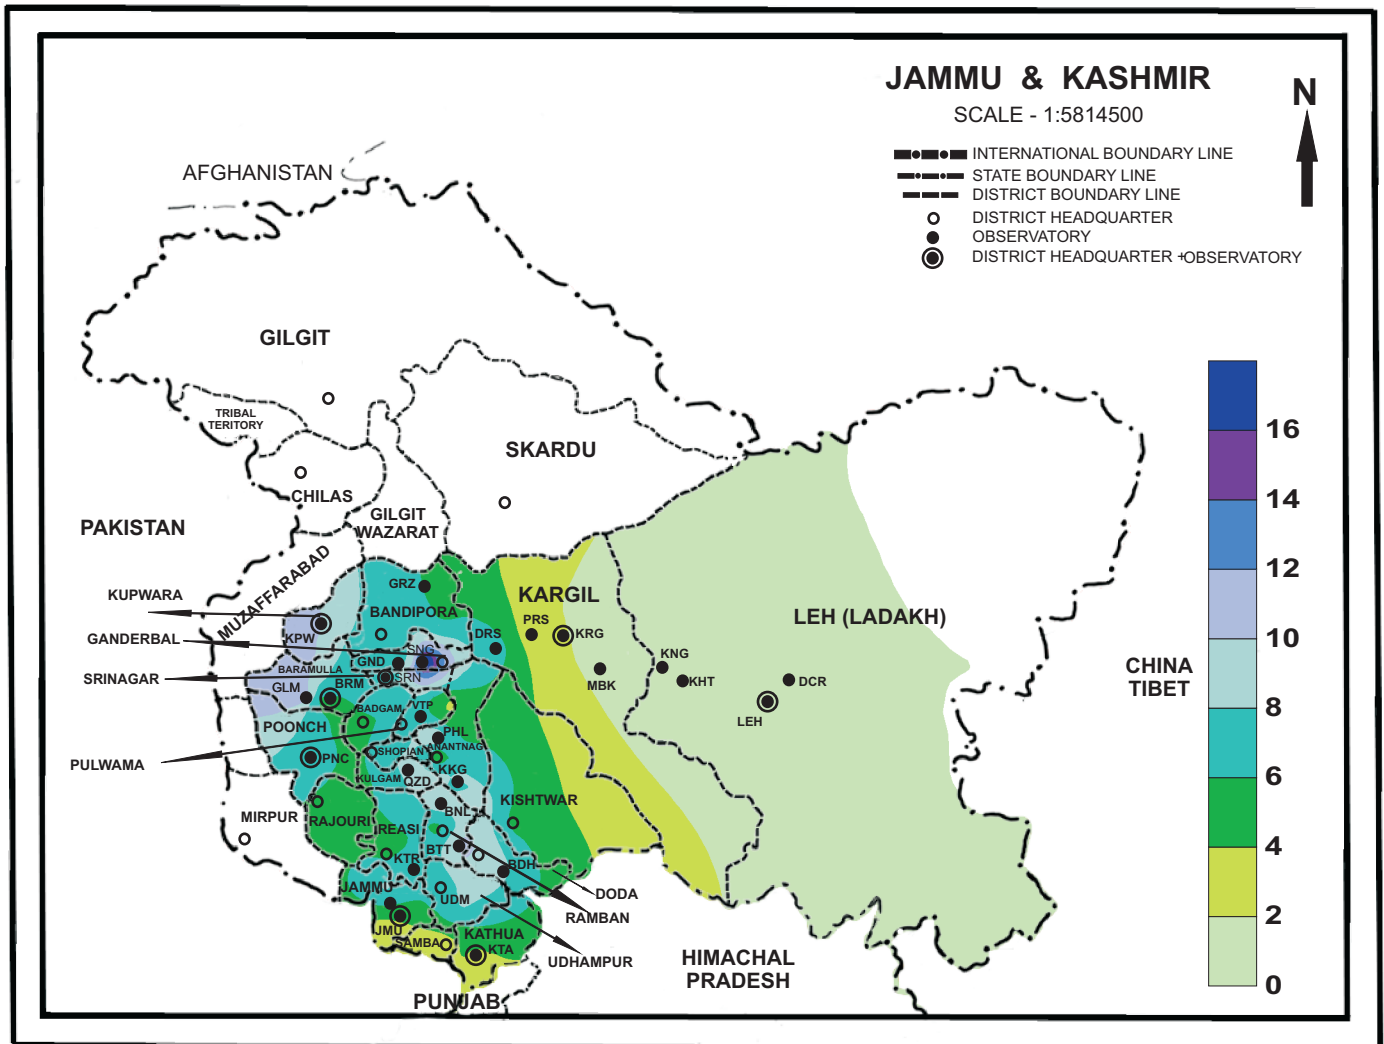 JAMMU & KASHMIR
SCALE - 1:5814500
N
INTERNATIONAL BOUNDARY LINE
STATE BOUNDARY LINE
DISTRICT BOUNDARY LINE
DISTRICT HEADQUARTER
OBSERVATORY
DISTRICT HEADQUARTER +OBSERVATORY
AFGHANISTAN
GILGIT
TRIBAL
TERITORY
SKARDU
CHILAS
GILGIT
WAZARAT
PAKISTAN
MUZAFFARABAD
KUPWARA
GANDERBAL
SRINAGAR
PULWAMA
GRZ
BANDIPORA
KPW
KARGIL
PRS
KRG
DRS
LEH (LADAKH)
SNG
GND
BARAMULLA
SRN
GLM
BRM
MBK
KNG
KHT
DCR
LEH
CHINA
TIBET
BADGAM
VTP
POONCH
PHL
PNC
SHOPIAN
ANANTNAG
KULGAM
QZD
KKG
KISHTWAR
MIRPUR
RAJOURI
REASI
BNL
BTT
KTR
BDH
JAMMU
UDM
DODA
RAMBAN
JMU
SAMBA
KATHUA
KTA
UDHAMPUR
HIMACHAL
PRADESH
PUNJAB
16
14
12
10
8
6
4
2
0